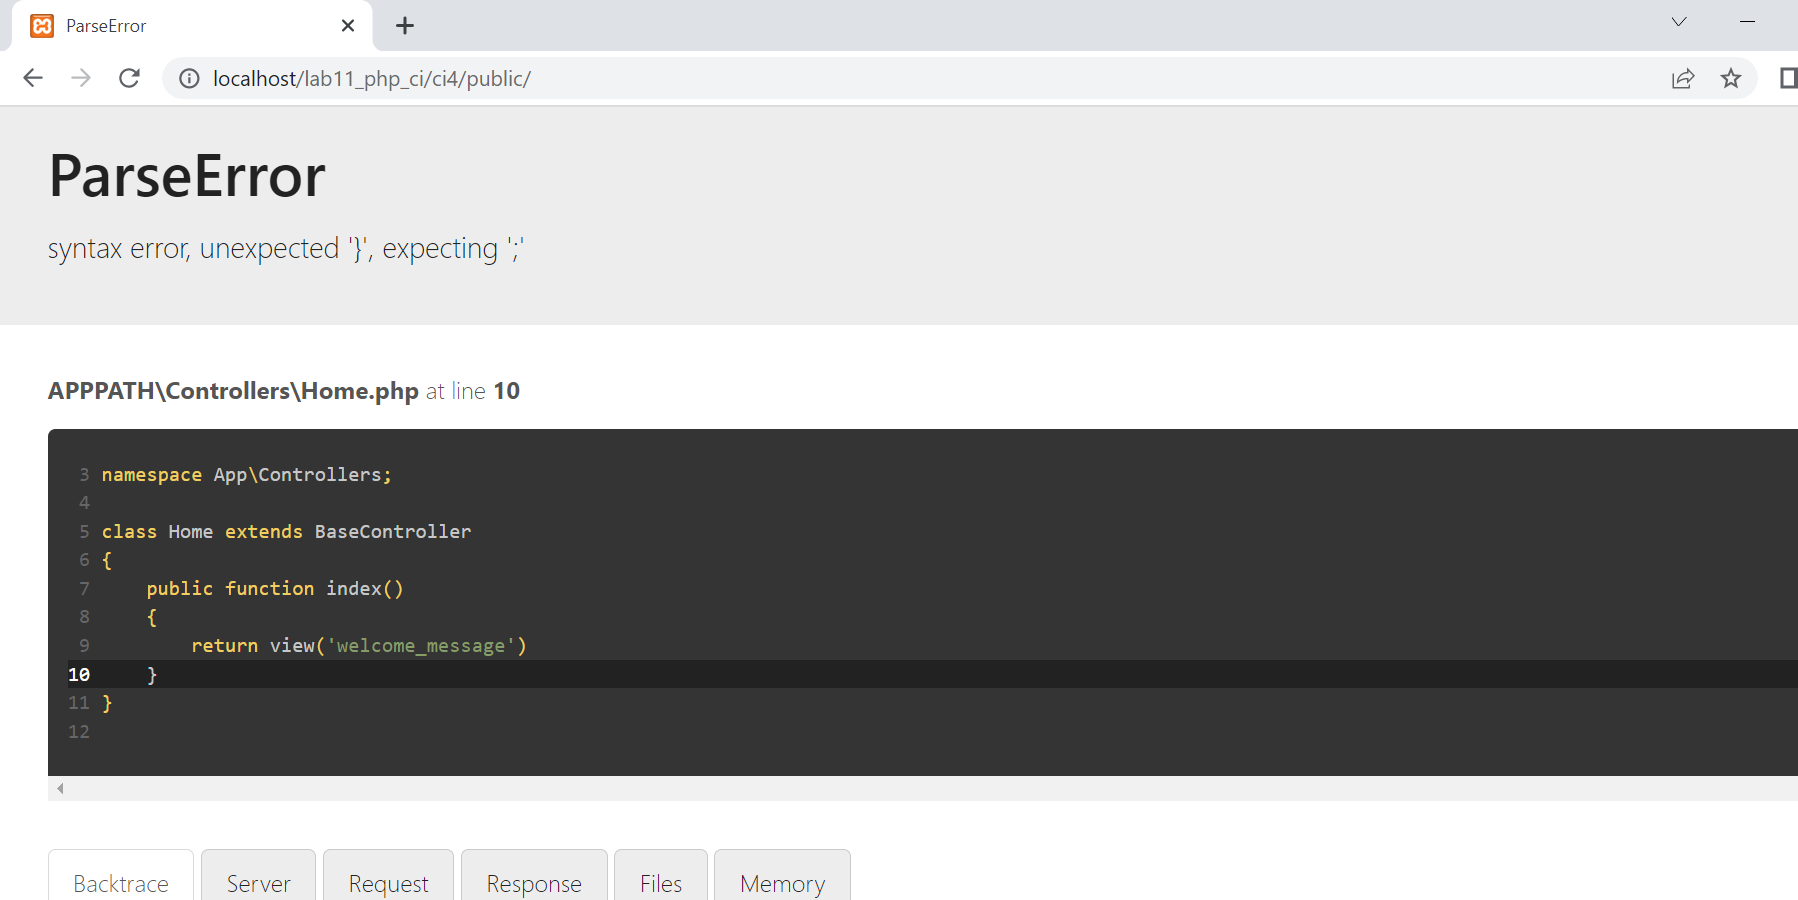 ParseError
localhost/lab11_php_ci/ci4/public/
ParseError
syntax error, unexpected '}', expecting ';'
APPPATH\Controllers\Home.php at line 10
3 namespace App\Controllers;
4
5 class Home extends BaseController
6 {
7     public function index()
8     {
9         return view('welcome_message')
10     }
11 }
12
Backtrace Server Request Response Files Memory